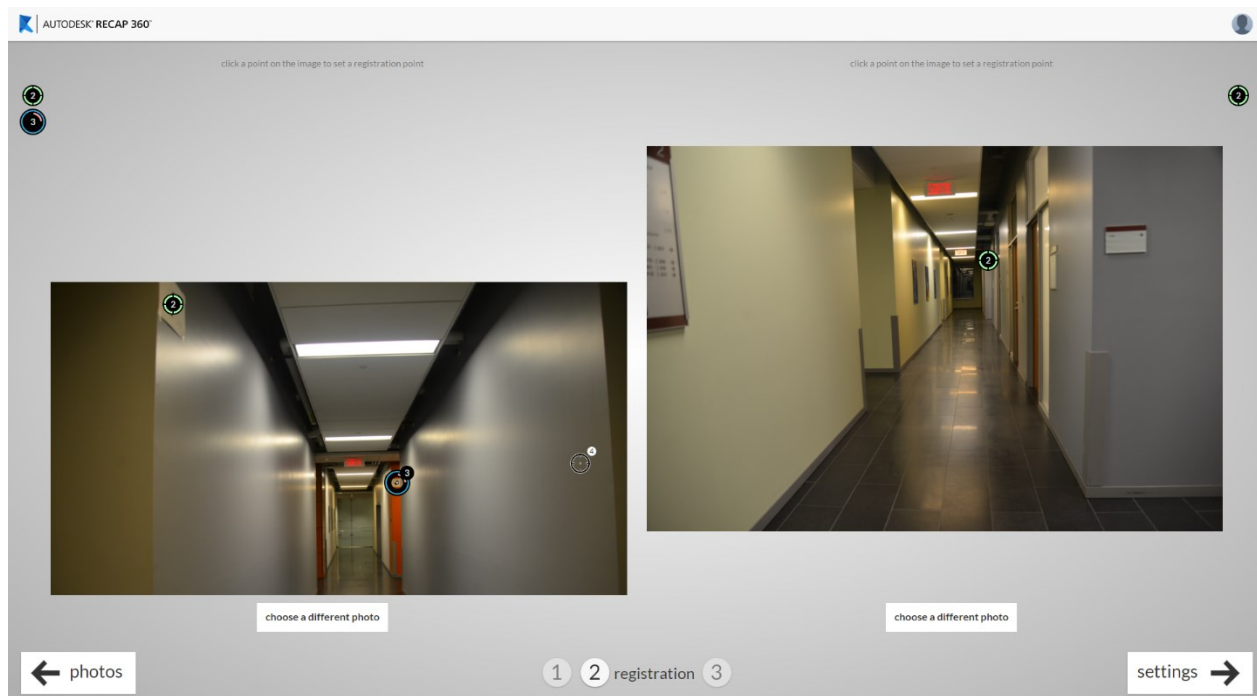 AUTODESK® RECAP 360™
click a point on the image to set a registration point
click a point on the image to set a registration point
2
3
2
2
3
4
2
choose a different photo
choose a different photo
photos
1 2 registration 3
settings